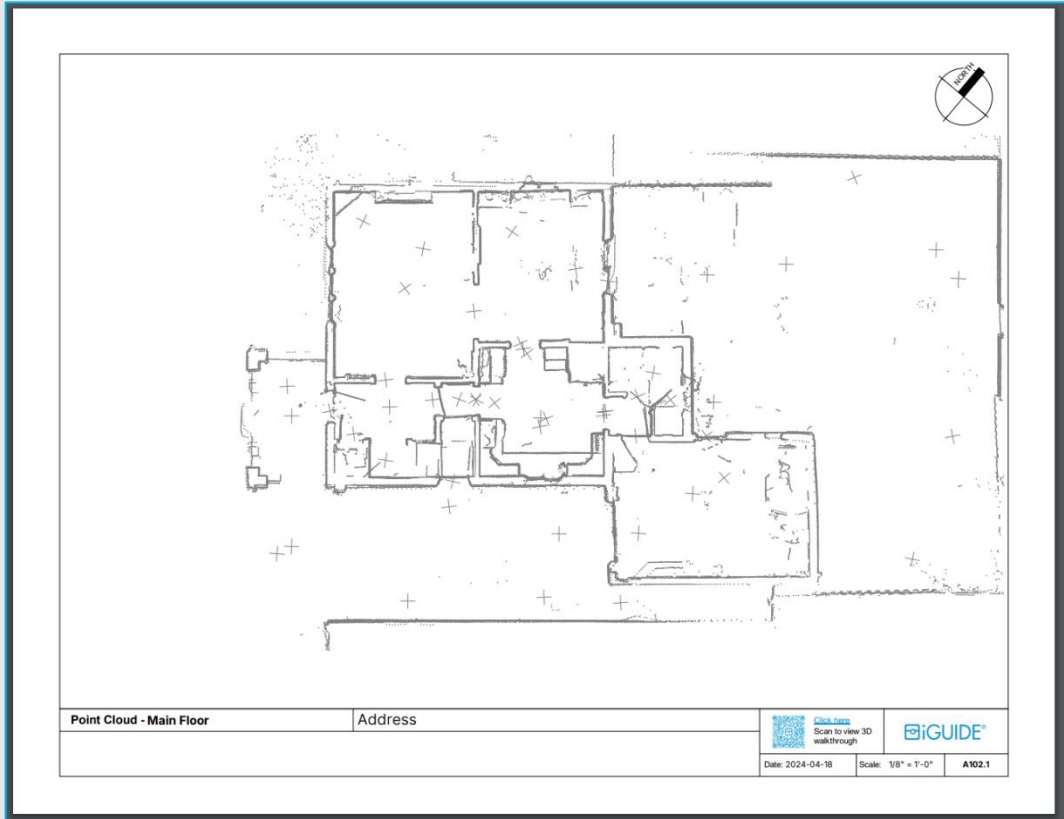 NORTH
Point Cloud - Main Floor
Address
Click here
Scan to view 3D
walkthrough
iGUIDE®
Date: 2024-04-18
Scale: 1/8" = 1'-0"
A102.1